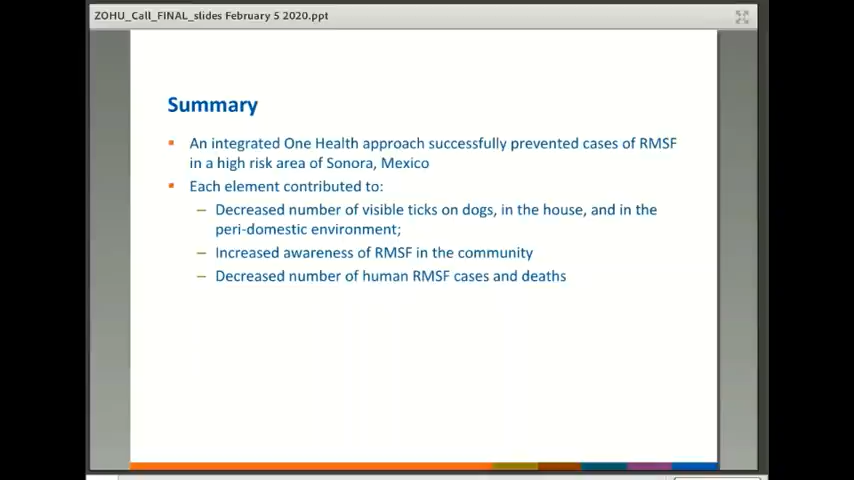 ZOHU_Call_FINAL_slides February 5 2020.ppt
Summary
An integrated One Health approach successfully prevented cases of RMSF
in a high risk area of Sonora, Mexico
Each element contributed to:
– Decreased number of visible ticks on dogs, in the house, and in the
peri-domestic environment;
– Increased awareness of RMSF in the community
– Decreased number of human RMSF cases and deaths